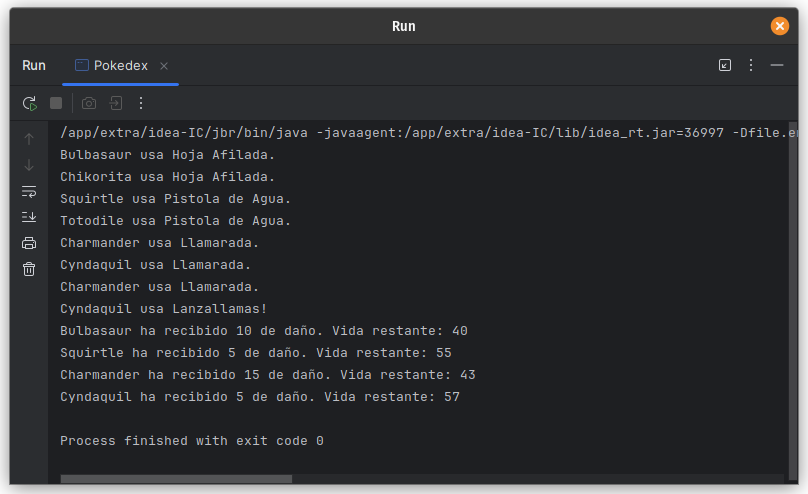 Run
Run Pokedex
/app/extra/idea-IC/jbr/bin/java -javaagent:/app/extra/idea-IC/lib/idea_rt.jar=36997 -Dfile.en
Bulbasaur usa Hoja Afilada.
Chikorita usa Hoja Afilada.
Squirtle usa Pistola de Agua.
Totodile usa Pistola de Agua.
Charmander usa Llamarada.
Cyndaquil usa Llamarada.
Charmander usa Llamarada.
Cyndaquil usa Lanzallamas!
Bulbasaur ha recibido 10 de daño. Vida restante: 40
Squirtle ha recibido 5 de daño. Vida restante: 55
Charmander ha recibido 15 de daño. Vida restante: 43
Cyndaquil ha recibido 5 de daño. Vida restante: 57
Process finished with exit code 0